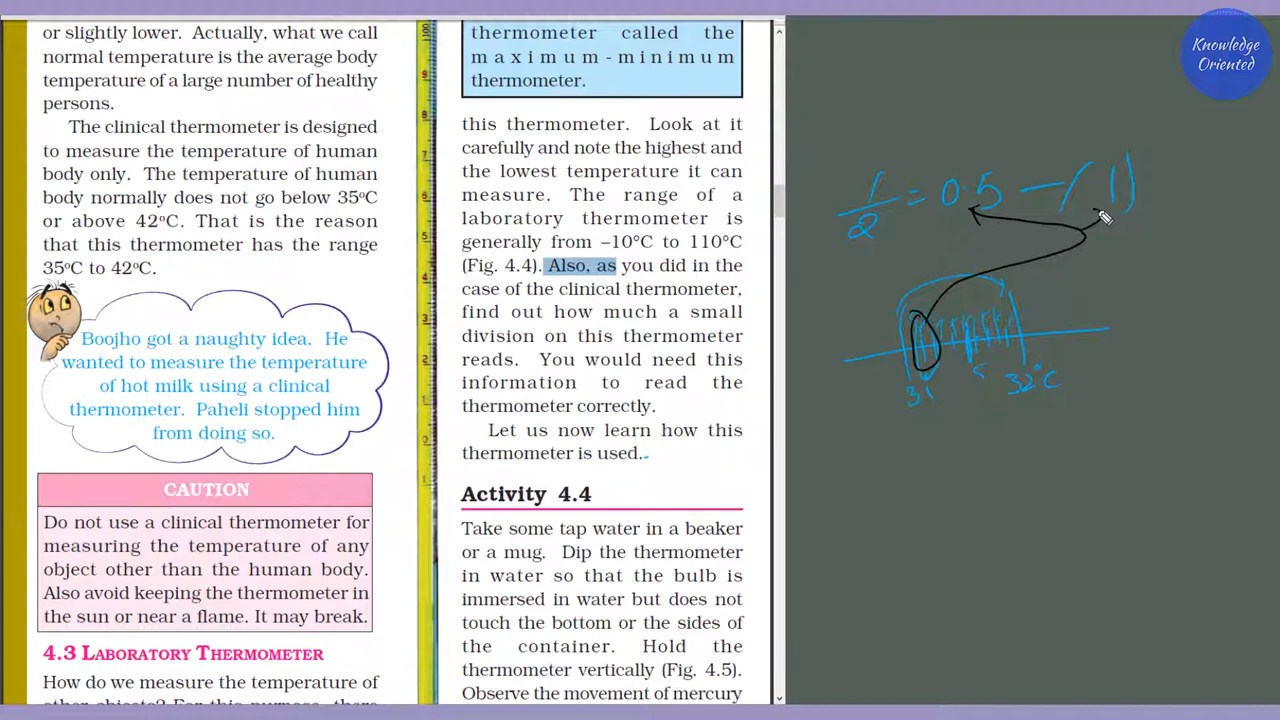 or slightly lower. Actually, what we call
normal temperature is the average body
temperature of a large number of healthy
persons.
The clinical thermometer is designed
to measure the temperature of human
body only. The temperature of human
body normally does not go below 35°C
or above 42°C. That is the reason
that this thermometer has the range
35°C to 42°C.
Boojho got a naughty idea. He
wanted to measure the temperature
of hot milk using a clinical
thermometer. Paheli stopped him
from doing so.
CAUTION
Do not use a clinical thermometer for
measuring the temperature of any
object other than the human body.
Also avoid keeping the thermometer in
the sun or near a flame. It may break.
4.3 LABORATORY THERMOMETER
How do we measure the temperature of
other objects? For this purpose, there
thermometer called the
maximum-minimum
thermometer.
this thermometer. Look at it
carefully and note the highest and
the lowest temperature it can
measure. The range of a
laboratory thermometer is
generally from –10°C to 110°C
(Fig. 4.4). Also, as you did in the
case of the clinical thermometer,
find out how much a small
division on this thermometer
reads. You would need this
information to read the
thermometer correctly.
Let us now learn how this
thermometer is used.
Activity 4.4
Take some tap water in a beaker
or a mug. Dip the thermometer
in water so that the bulb is
immersed in water but does not
touch the bottom or the sides of
the container. Hold the
thermometer vertically (Fig. 4.5).
Observe the movement of mercury
Knowledge
Oriented
1/2 = 0.5 – (1)
31 5 32°C